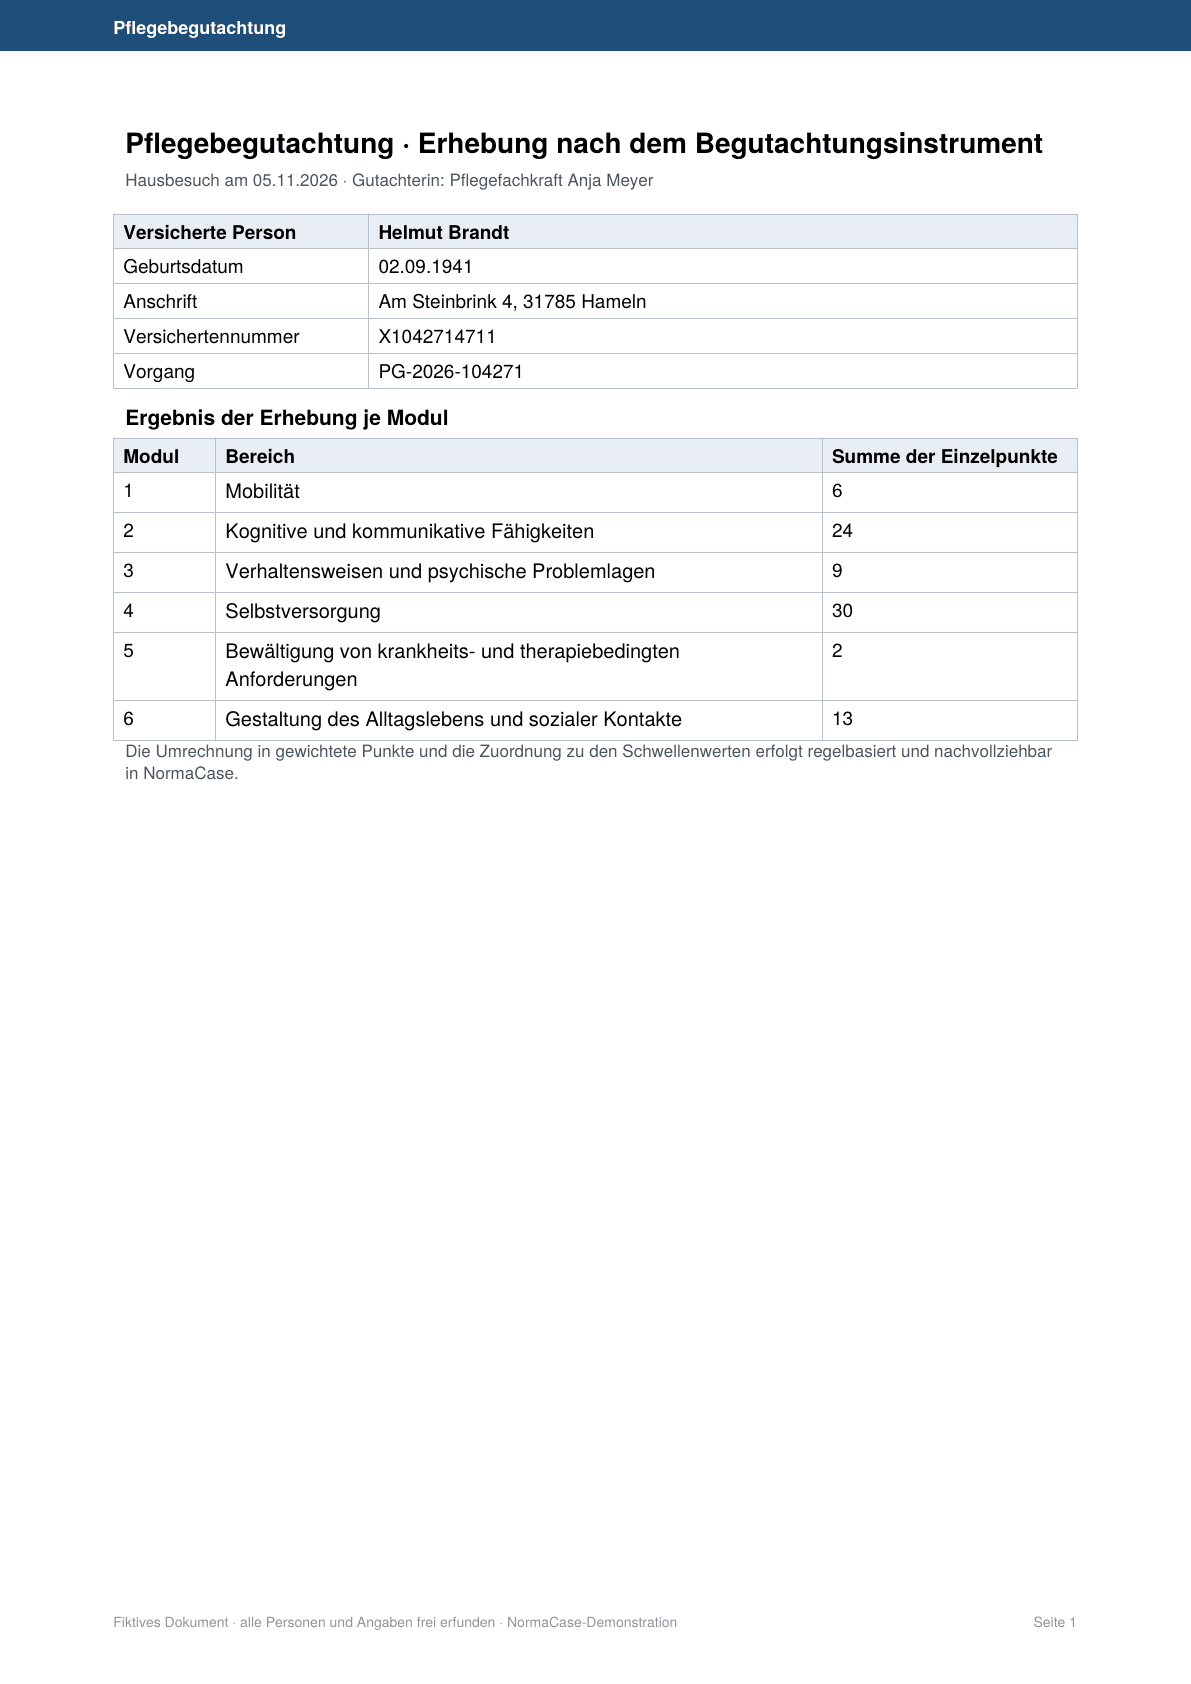 Pflegebegutachtung
Pflegebegutachtung · Erhebung nach dem Begutachtungsinstrument
Hausbesuch am 05.11.2026 · Gutachterin: Pflegefachkraft Anja Meyer
Versicherte Person Helmut Brandt
Geburtsdatum 02.09.1941
Anschrift Am Steinbrink 4, 31785 Hameln
Versichertennummer X1042714711
Vorgang PG-2026-104271
Ergebnis der Erhebung je Modul
Modul Bereich Summe der Einzelpunkte
1 Mobilität 6
2 Kognitive und kommunikative Fähigkeiten 24
3 Verhaltensweisen und psychische Problemlagen 9
4 Selbstversorgung 30
5 Bewältigung von krankheits- und therapiebedingten 2
Anforderungen
6 Gestaltung des Alltagslebens und sozialer Kontakte 13
Die Umrechnung in gewichtete Punkte und die Zuordnung zu den Schwellenwerten erfolgt regelbasiert und nachvollziehbar
in NormaCase.
Fiktives Dokument · alle Personen und Angaben frei erfunden · NormaCase-Demonstration Seite 1